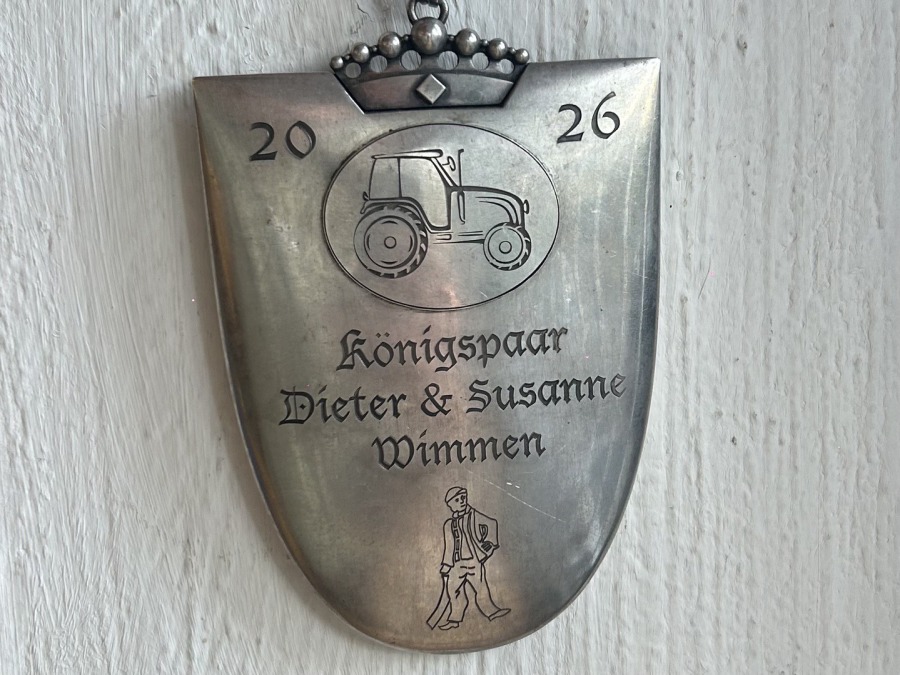 20 26
Königspaar
Dieter & Susanne
Wimmen